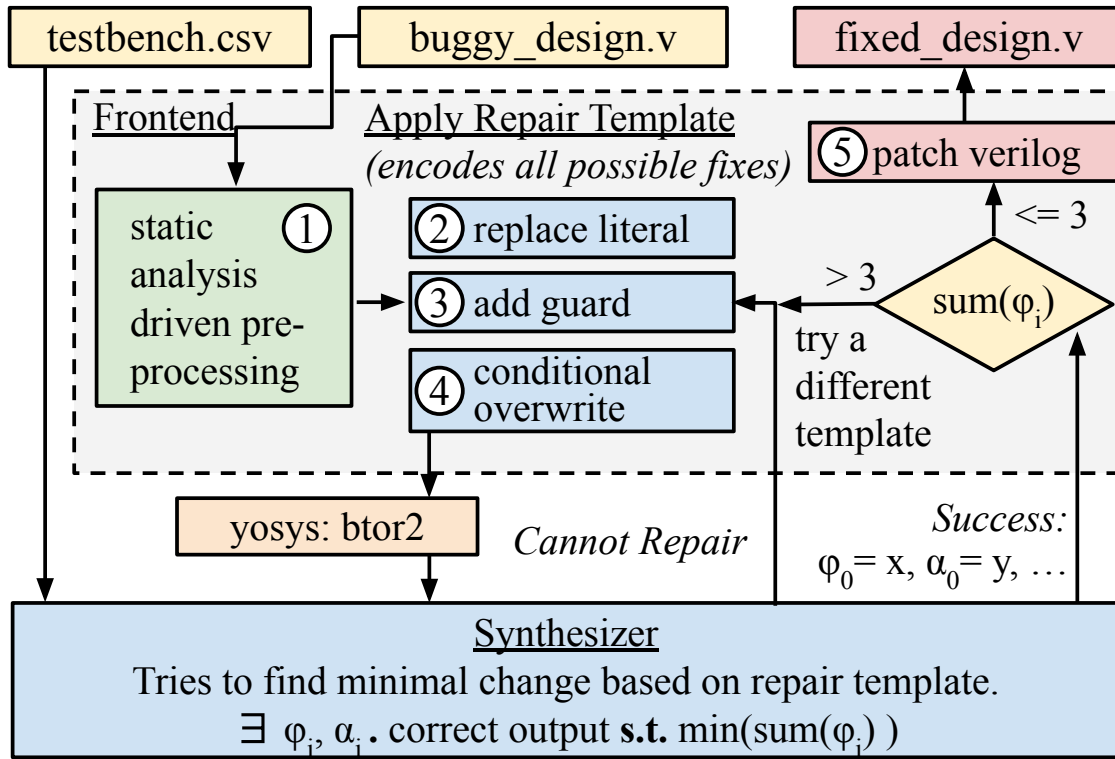 testbench.csv
buggy_design.v
fixed_design.v
Frontend
Apply Repair Template
(encodes all possible fixes)
⑤ patch verilog
① static
analysis
driven pre-
processing
② replace literal
③ add guard
④ conditional
overwrite
<= 3
> 3
sum(φᵢ)
try a
different
template
yosys: btor2
Cannot Repair
Success:
φ₀= x, α₀= y, …
Synthesizer
Tries to find minimal change based on repair template.
∃ φᵢ, αᵢ. correct output s.t. min(sum(φᵢ) )